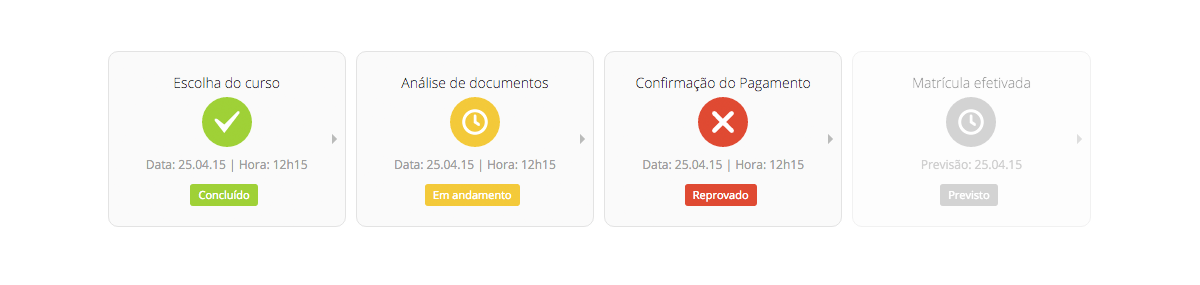 Escolha do curso
Data: 25.04.15 | Hora: 12h15
Concluído
Análise de documentos
Data: 25.04.15 | Hora: 12h15
Em andamento
Confirmação do Pagamento
Data: 25.04.15 | Hora: 12h15
Reprovado
Matrícula efetivada
Previsão: 25.04.15
Previsto